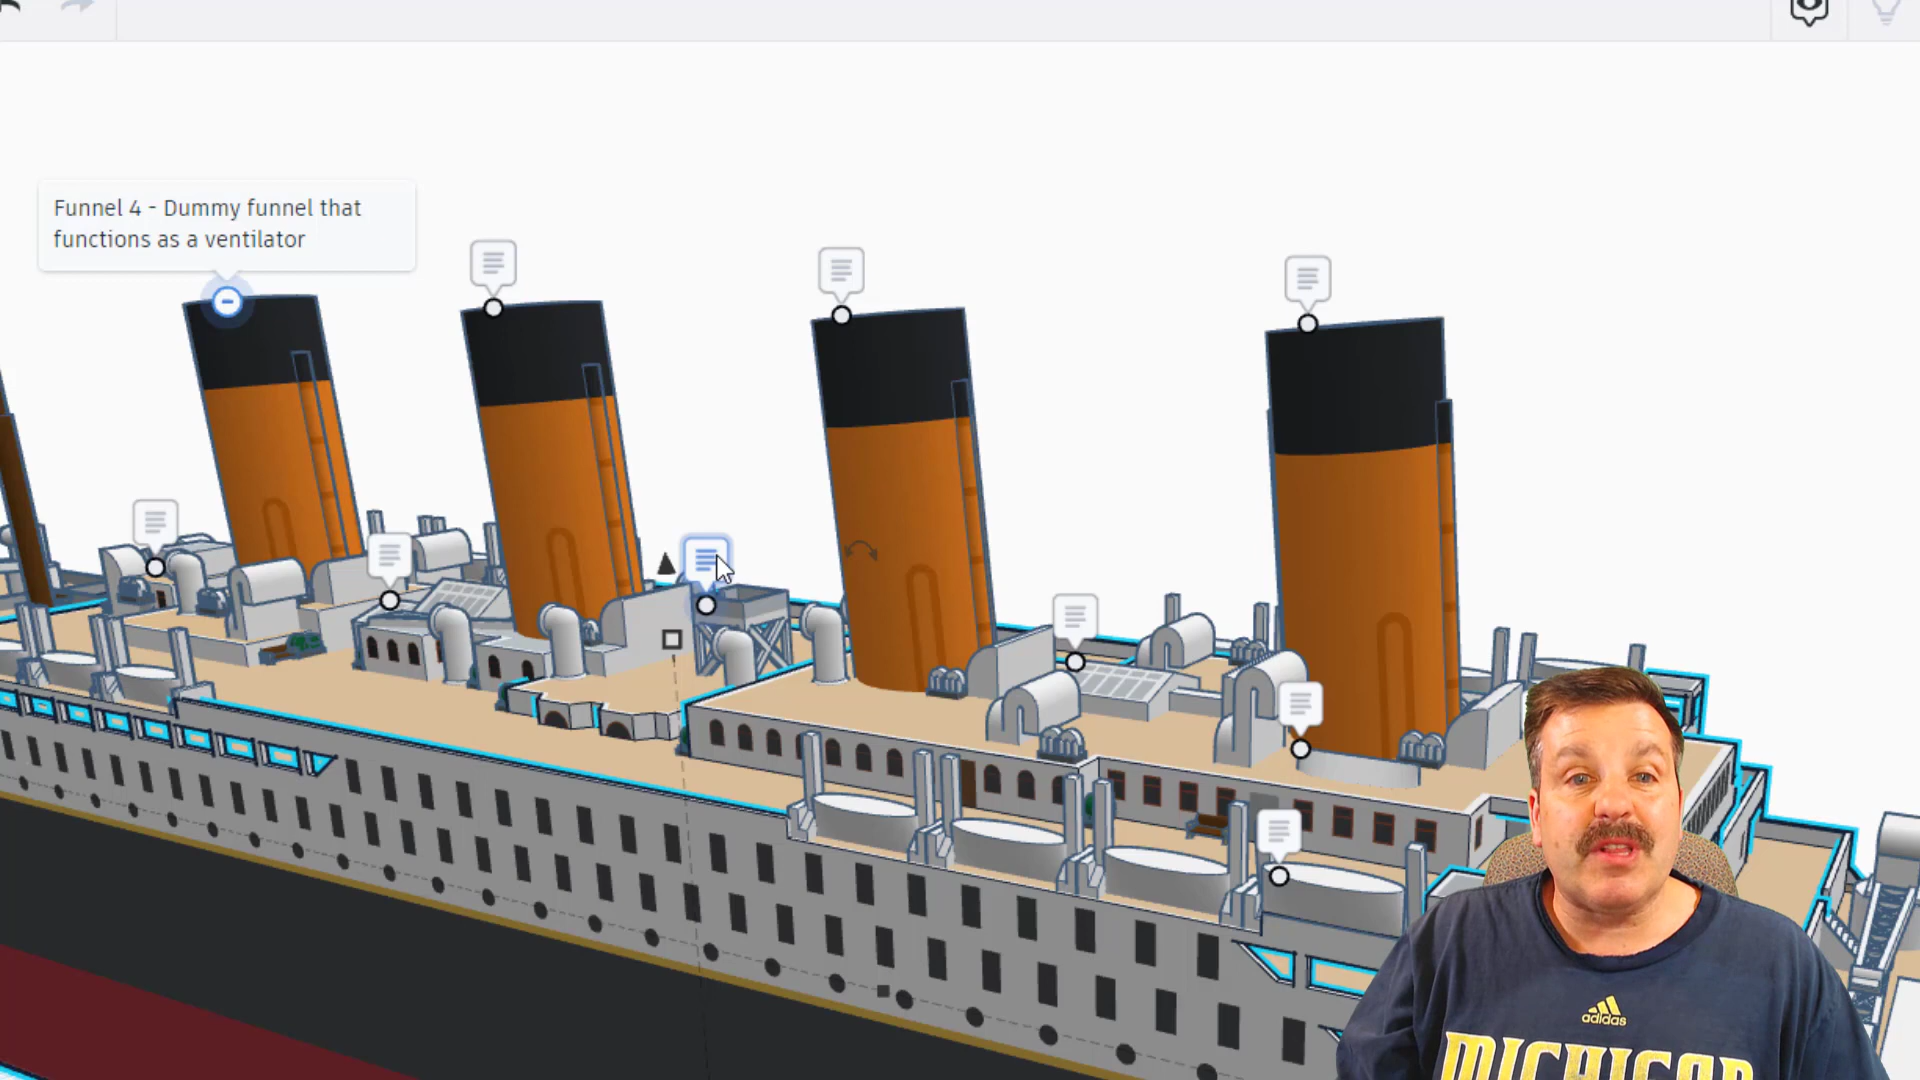 Funnel 4 - Dummy funnel that
functions as a ventilator
adidas
MICHIGAN